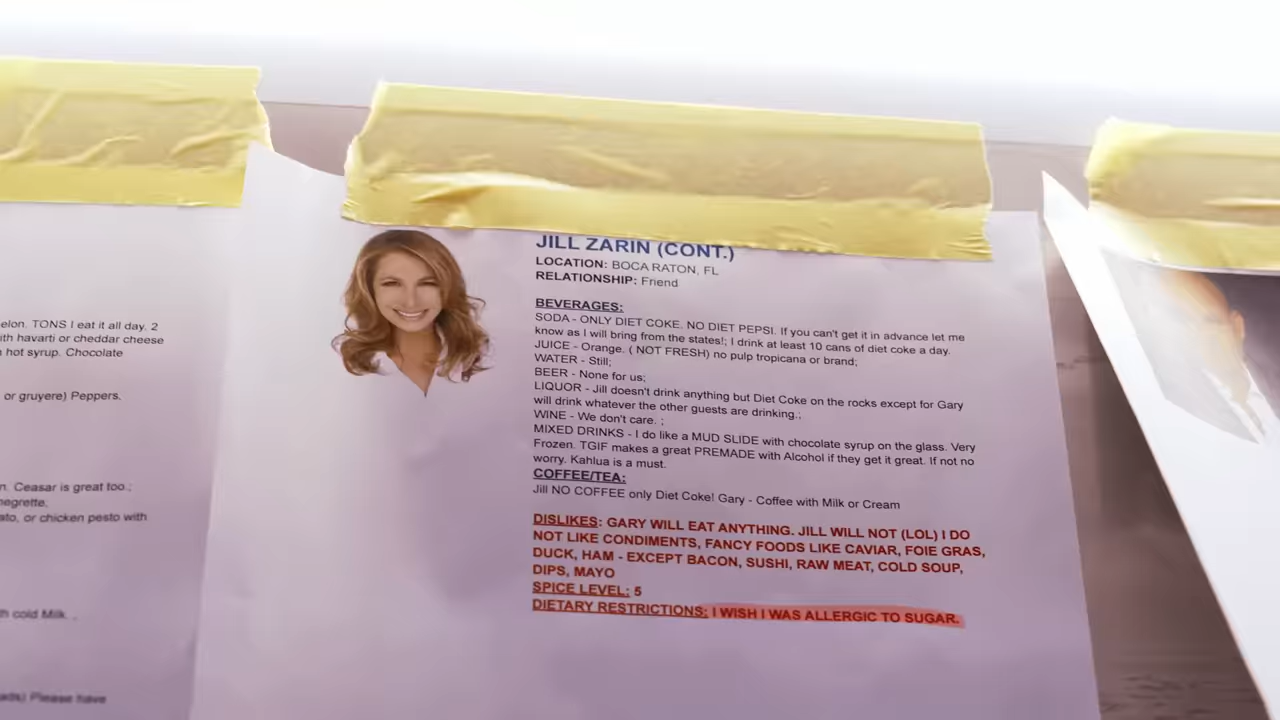 elon. TONS I eat it all day. 2
ith havarti or cheddar cheese
hot syrup. Chocolate
or gruyere) Peppers.
n. Ceasar is great too.;
negrette.
ato, or chicken pesto with
th cold Milk. .
Please have
JILL ZARIN (CONT.)
LOCATION: BOCA RATON, FL
RELATIONSHIP: Friend
BEVERAGES:
SODA - ONLY DIET COKE. NO DIET PEPSI. If you can't get it in advance let me
know as I will bring from the states!; I drink at least 10 cans of diet coke a day.
JUICE - Orange. ( NOT FRESH) no pulp tropicana or brand;
WATER - Still;
BEER - None for us;
LIQUOR - Jill doesn't drink anything but Diet Coke on the rocks except for Gary
will drink whatever the other guests are drinking.;
WINE - We don't care. ;
MIXED DRINKS - I do like a MUD SLIDE with chocolate syrup on the glass. Very
Frozen. TGIF makes a great PREMADE with Alcohol if they get it great. If not no
worry. Kahlua is a must.
COFFEE/TEA:
Jill NO COFFEE only Diet Coke! Gary - Coffee with Milk or Cream
DISLIKES: GARY WILL EAT ANYTHING. JILL WILL NOT (LOL) I DO
NOT LIKE CONDIMENTS, FANCY FOODS LIKE CAVIAR, FOIE GRAS,
DUCK, HAM - EXCEPT BACON, SUSHI, RAW MEAT, COLD SOUP,
DIPS, MAYO
SPICE LEVEL: 5
DIETARY RESTRICTIONS: I WISH I WAS ALLERGIC TO SUGAR.